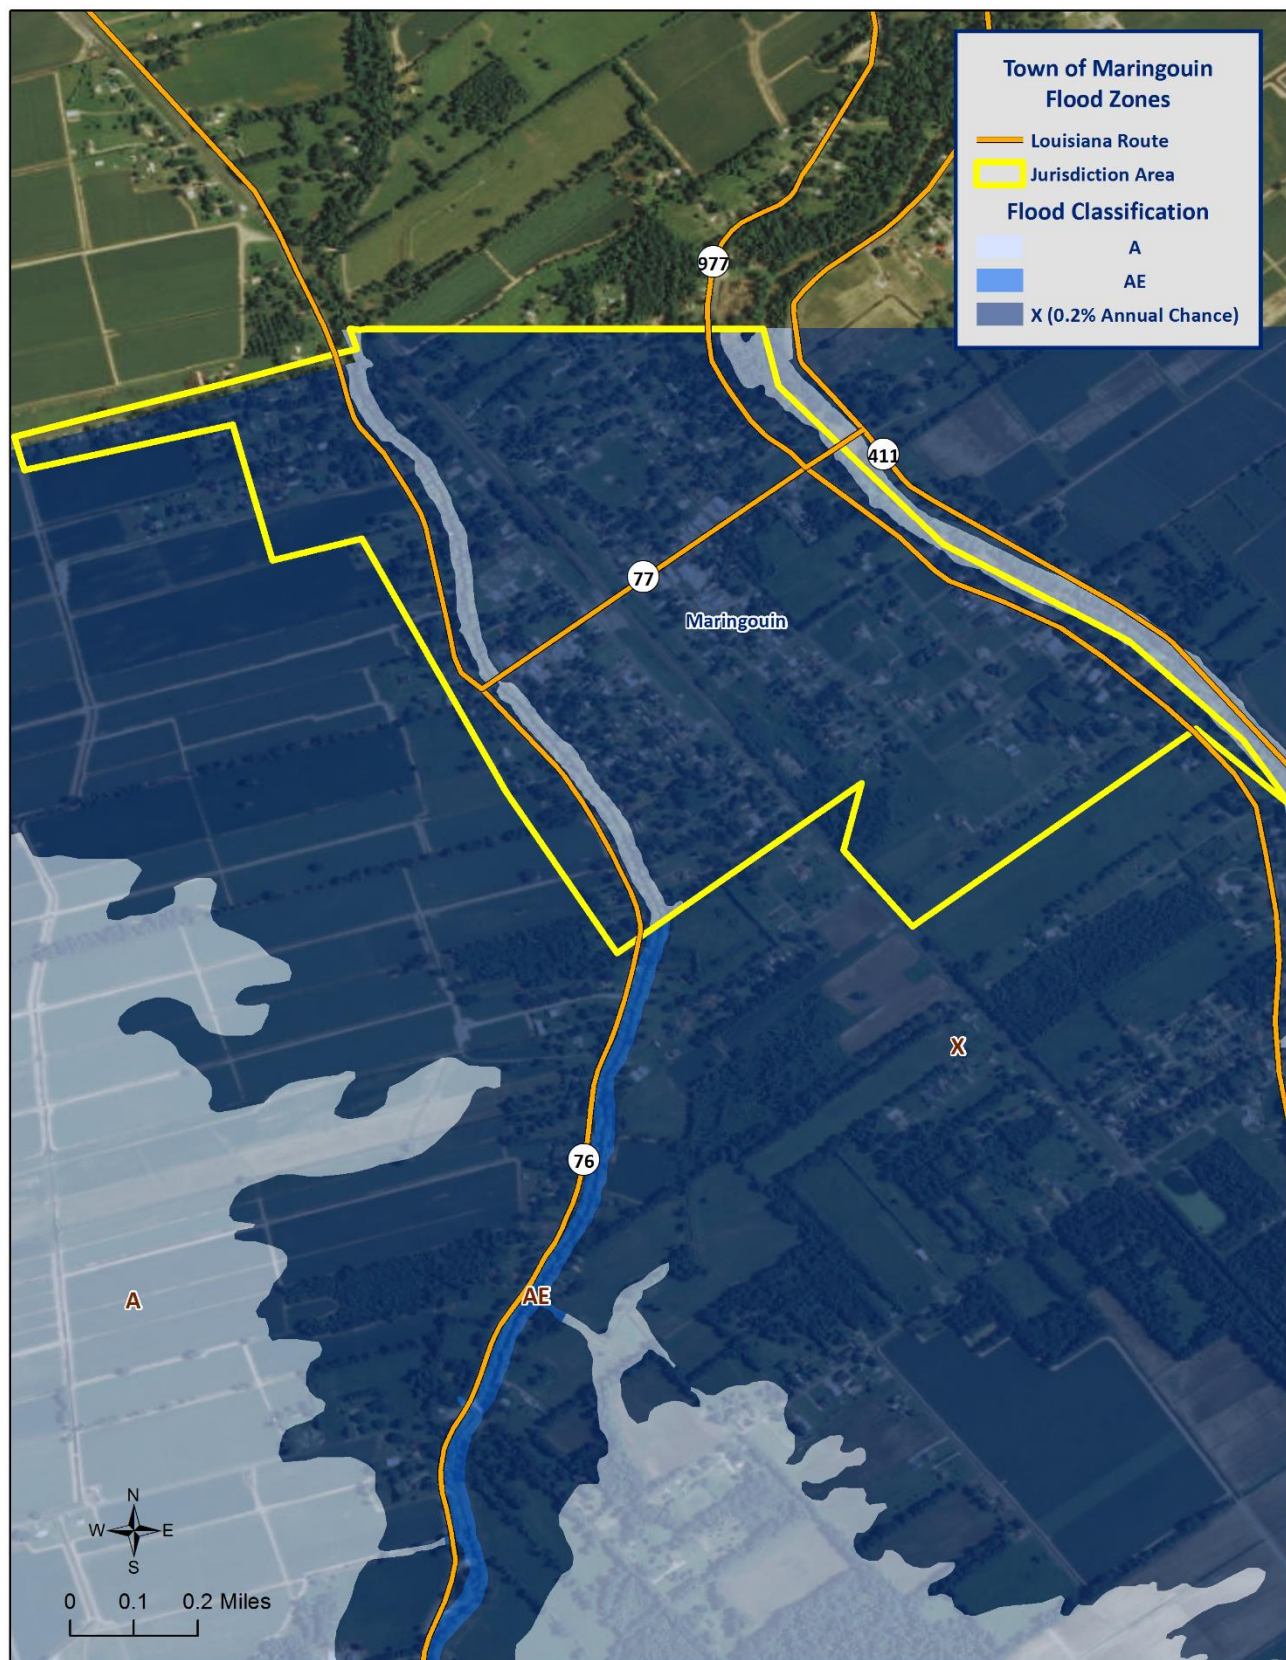 Town of Maringouin
Flood Zones
Louisiana Route
Jurisdiction Area
Flood Classification
A
AE
X (0.2% Annual Chance)
977
411
77
Maringouin
X
76
A
AE
N
W E
S
0 0.1 0.2 Miles